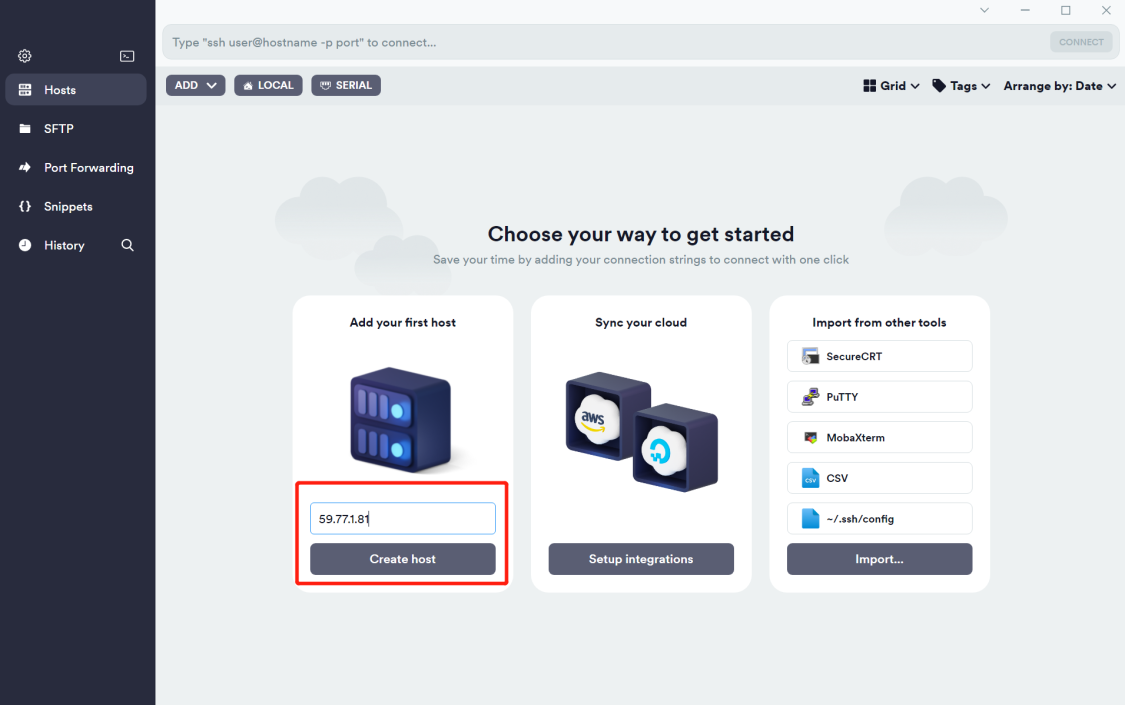 Type "ssh user@hostname -p port" to connect...
CONNECT
ADD
LOCAL
SERIAL
Grid
Tags
Arrange by: Date
Hosts
SFTP
Port Forwarding
Snippets
History
Choose your way to get started
Save your time by adding your connection strings to connect with one click
Add your first host
59.77.1.81
Create host
Sync your cloud
aws
Setup integrations
Import from other tools
SecureCRT
PuTTY
MobaXterm
CSV
CSV
~/.ssh/config
Import...